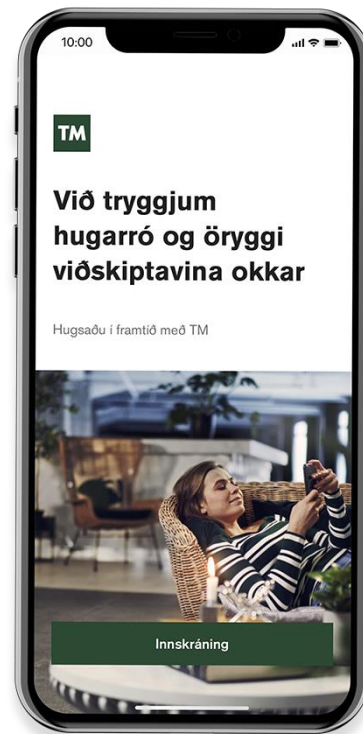 10:00
TM
Við tryggjum
hugarró og öryggi
viðskiptavina okkar
Hugsaðu í framtíð með TM
Innskráning